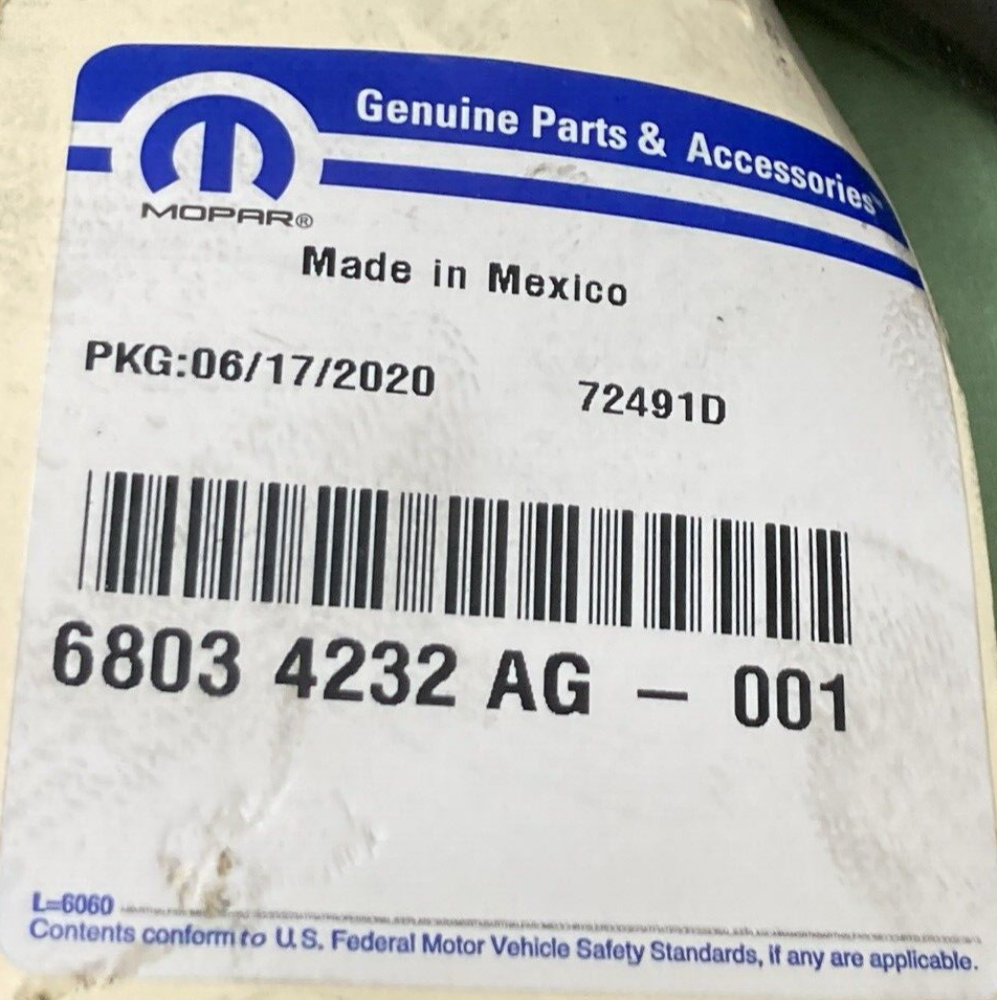 Genuine Parts & Accessories™
MOPAR®
Made in Mexico
PKG:06/17/2020 72491D
6803 4232 AG – 001
L=6060
Contents conform to U.S. Federal Motor Vehicle Safety Standards, if any are applicable.